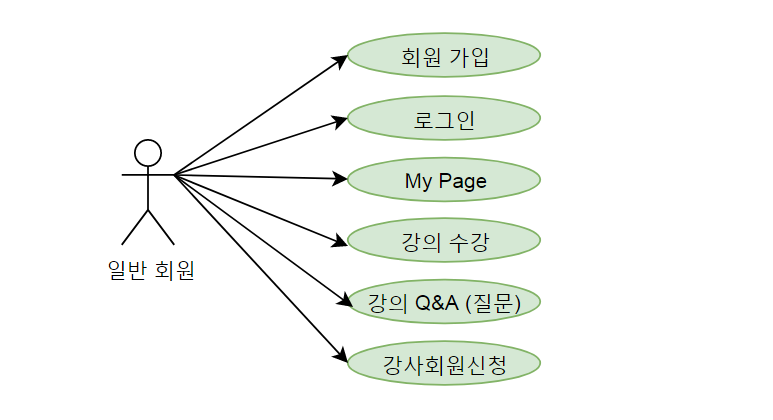 회원 가입
로그인
My Page
강의 수강
일반 회원
강의 Q&A (질문)
강사회원신청